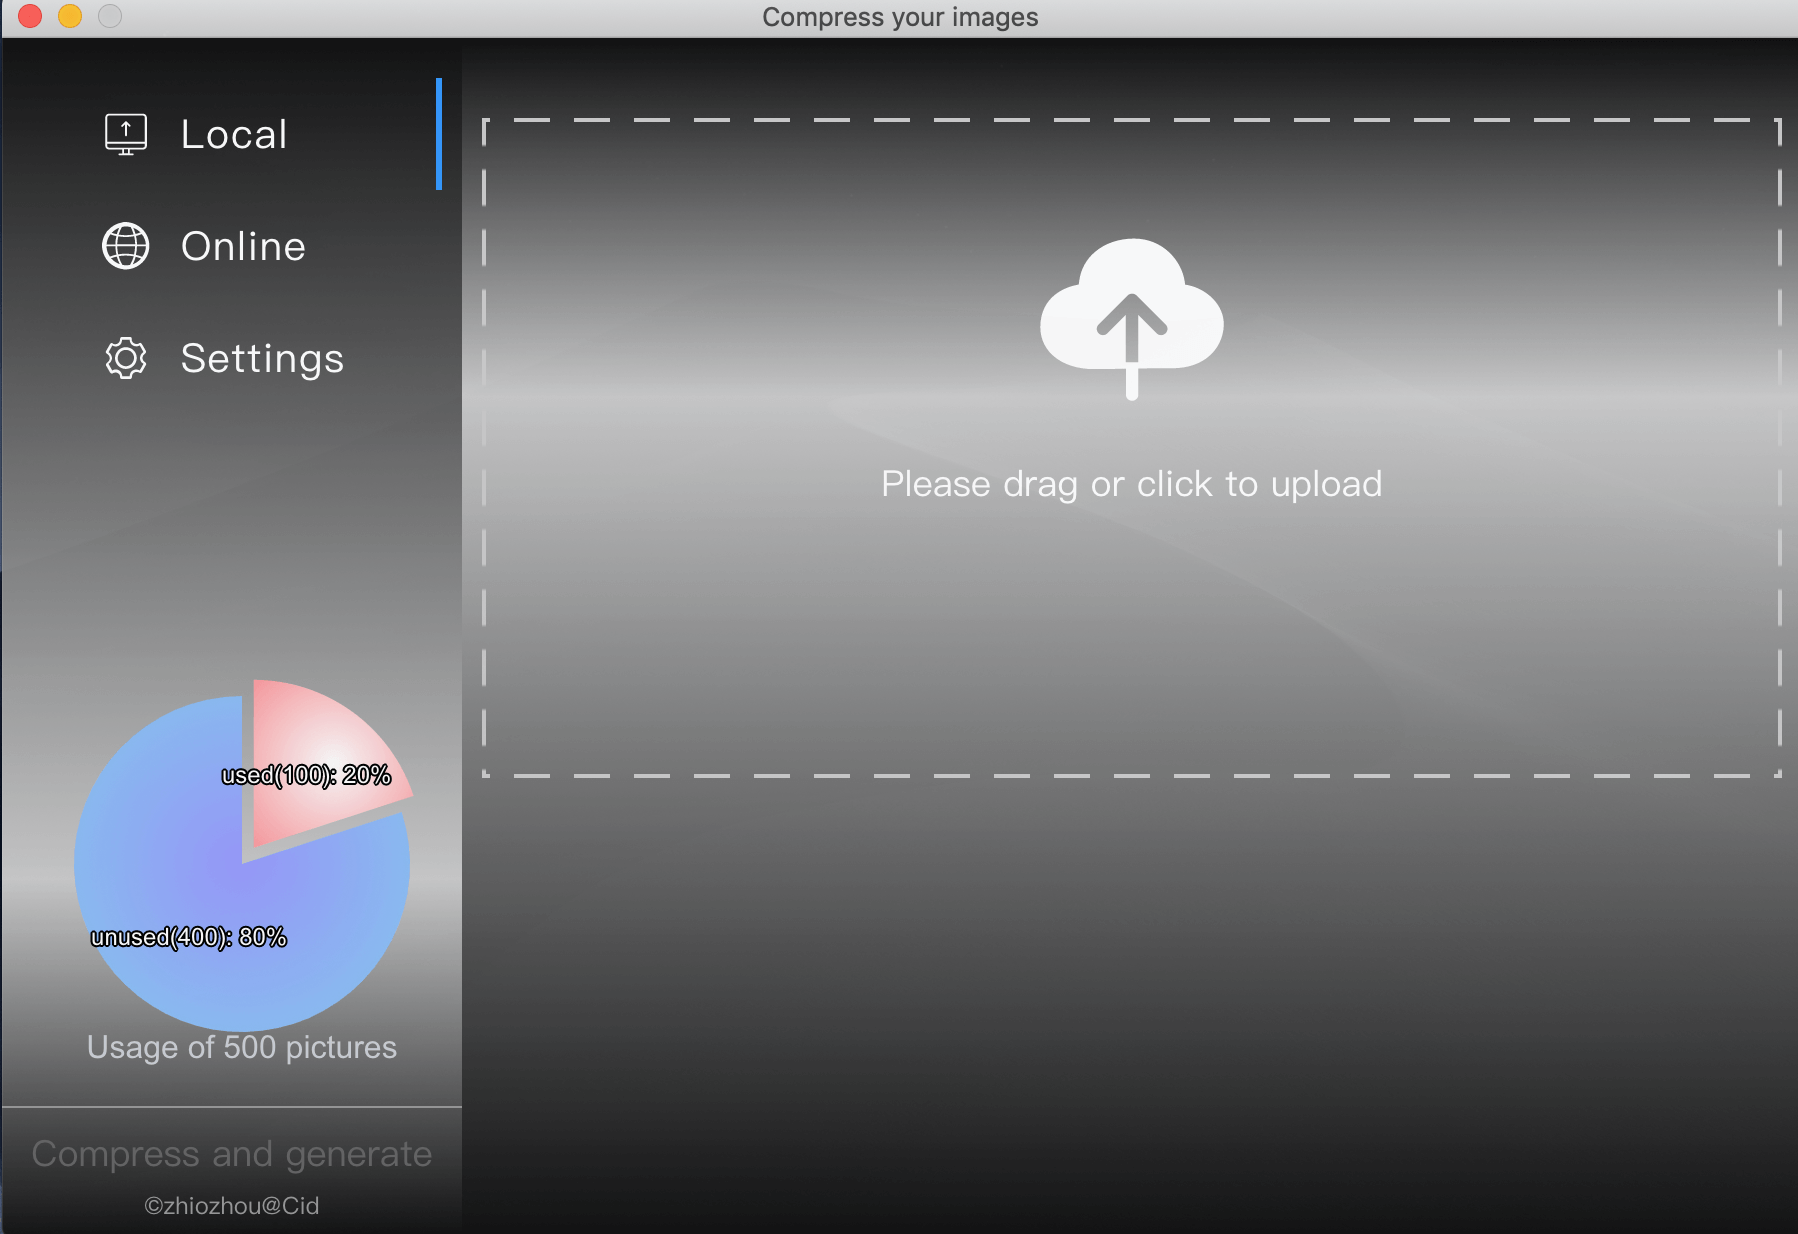 Compress your images
Local
Online
Settings
Please drag or click to upload
used(100): 20%
unused(400): 80%
Usage of 500 pictures
Compress and generate
©zhiozhou@Cid